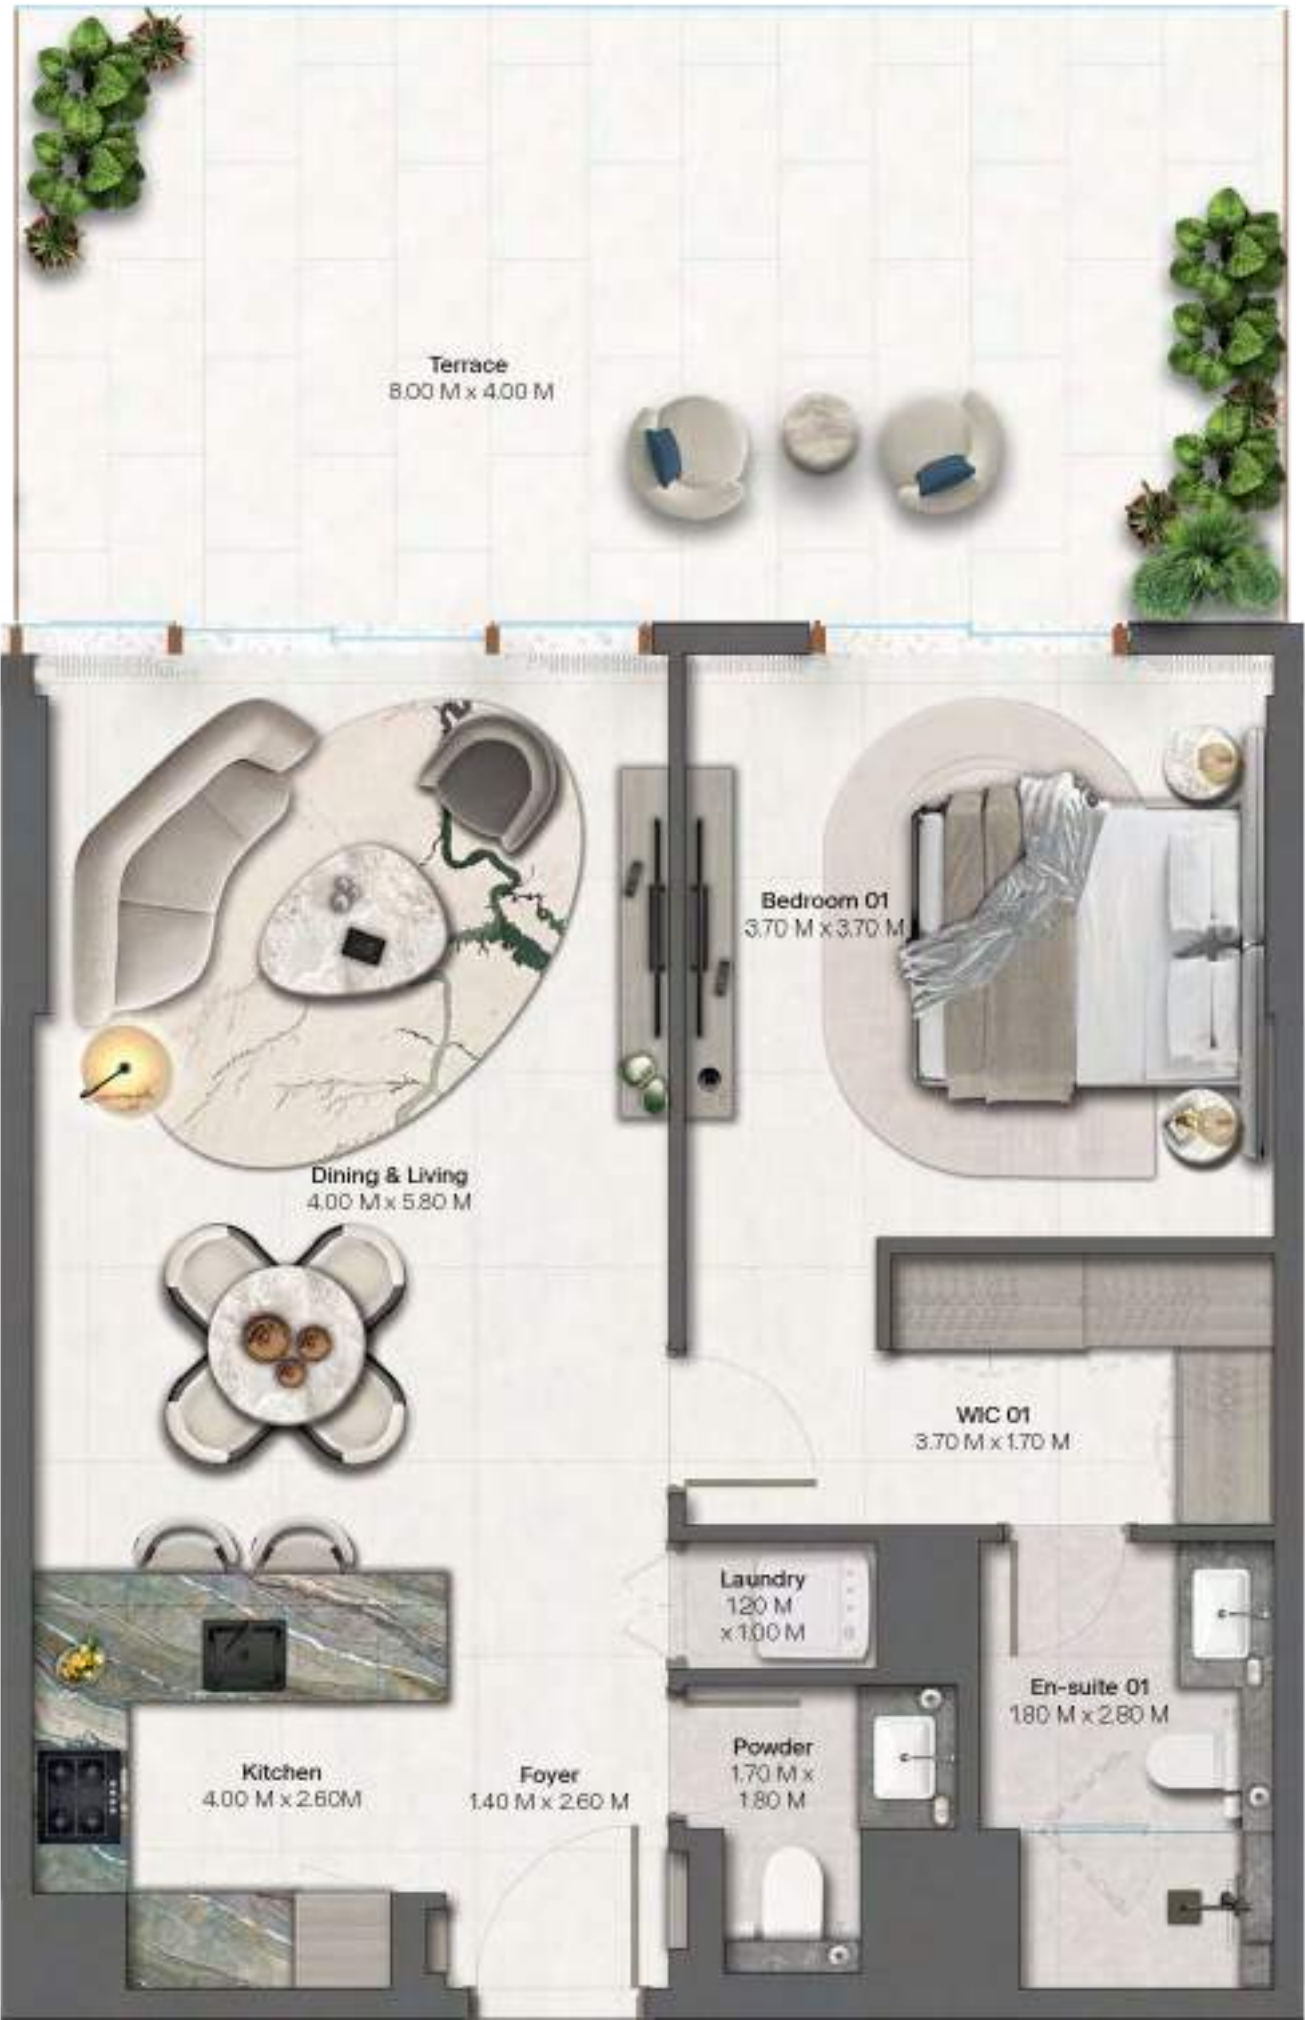 Terrace
8.00 M x 4.00 M
Bedroom 01
3.70 M x 3.70 M
Dining & Living
4.00 M x 5.80 M
WIC 01
3.70 M x 1.70 M
Laundry
1.20 M
x 1.00 M
En-suite 01
1.80 M x 2.80 M
Powder
1.70 M x
1.80 M
Kitchen
4.00 M x 2.60M
Foyer
1.40 M x 2.60 M